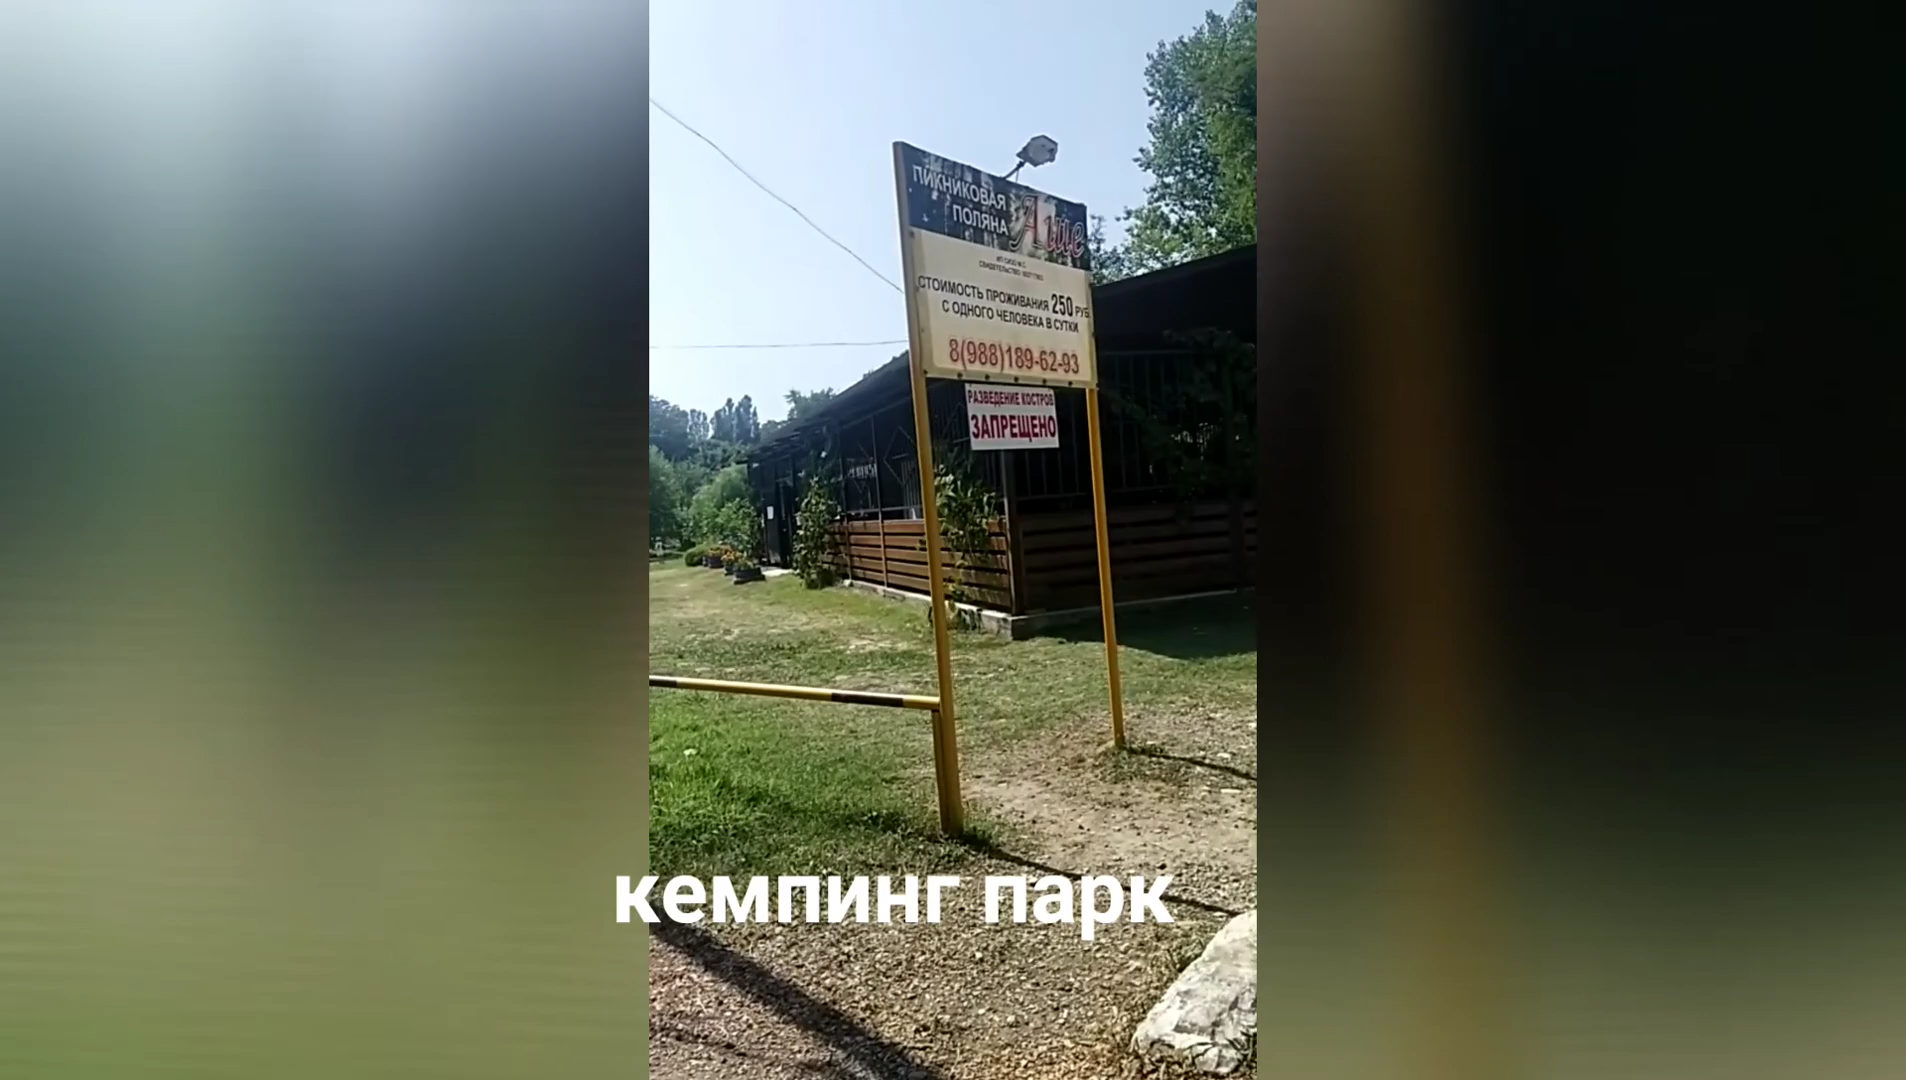 ПИКНИКОВАЯ
ПОЛЯНА
Аше
СТОИМОСТЬ ПРОЖИВАНИЯ 250 РУБ
С ОДНОГО ЧЕЛОВЕКА В СУТКИ
8(988)189-62-93
РАЗВЕДЕНИЕ КОСТРОВ
ЗАПРЕЩЕНО
кемпинг парк